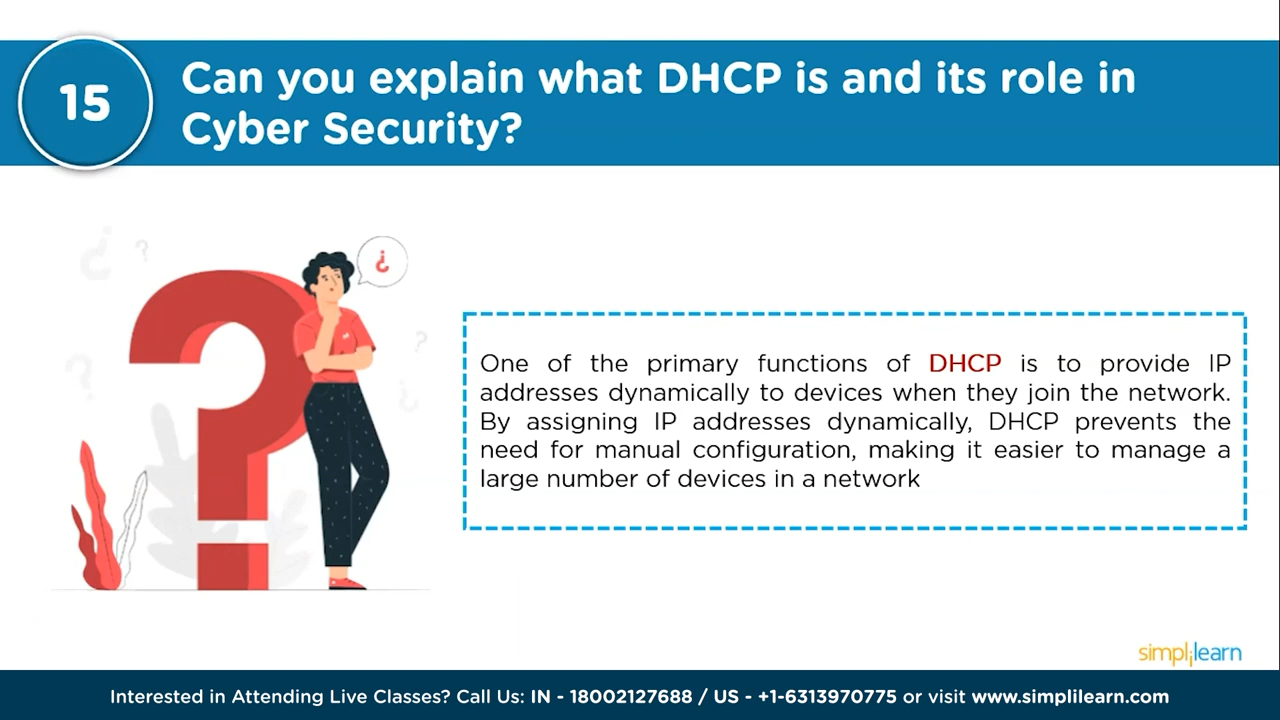 15
Can you explain what DHCP is and its role in
Cyber Security?
¿
?
¿
?
?
¿
?
One of the primary functions of DHCP is to provide IP
addresses dynamically to devices when they join the network.
By assigning IP addresses dynamically, DHCP prevents the
need for manual configuration, making it easier to manage a
large number of devices in a network
simplilearn
Interested in Attending Live Classes? Call Us: IN - 18002127688 / US - +1-6313970775 or visit www.simplilearn.com